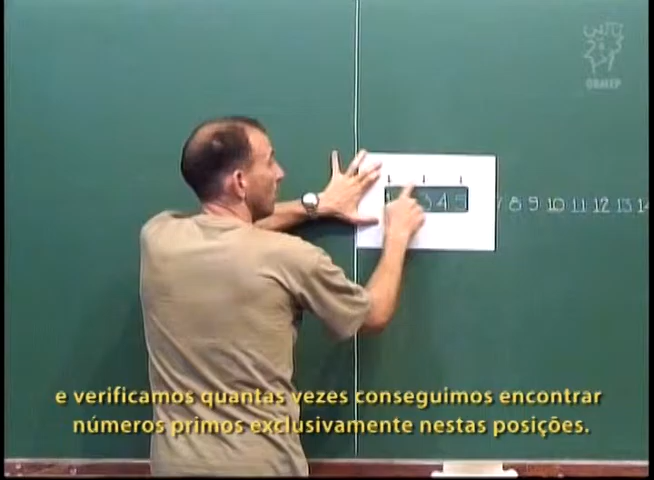 OBMEP
3 4 5 7 8 9 10 11 12 13 14
e verificamos quantas vezes conseguimos encontrar
números primos exclusivamente nestas posições.